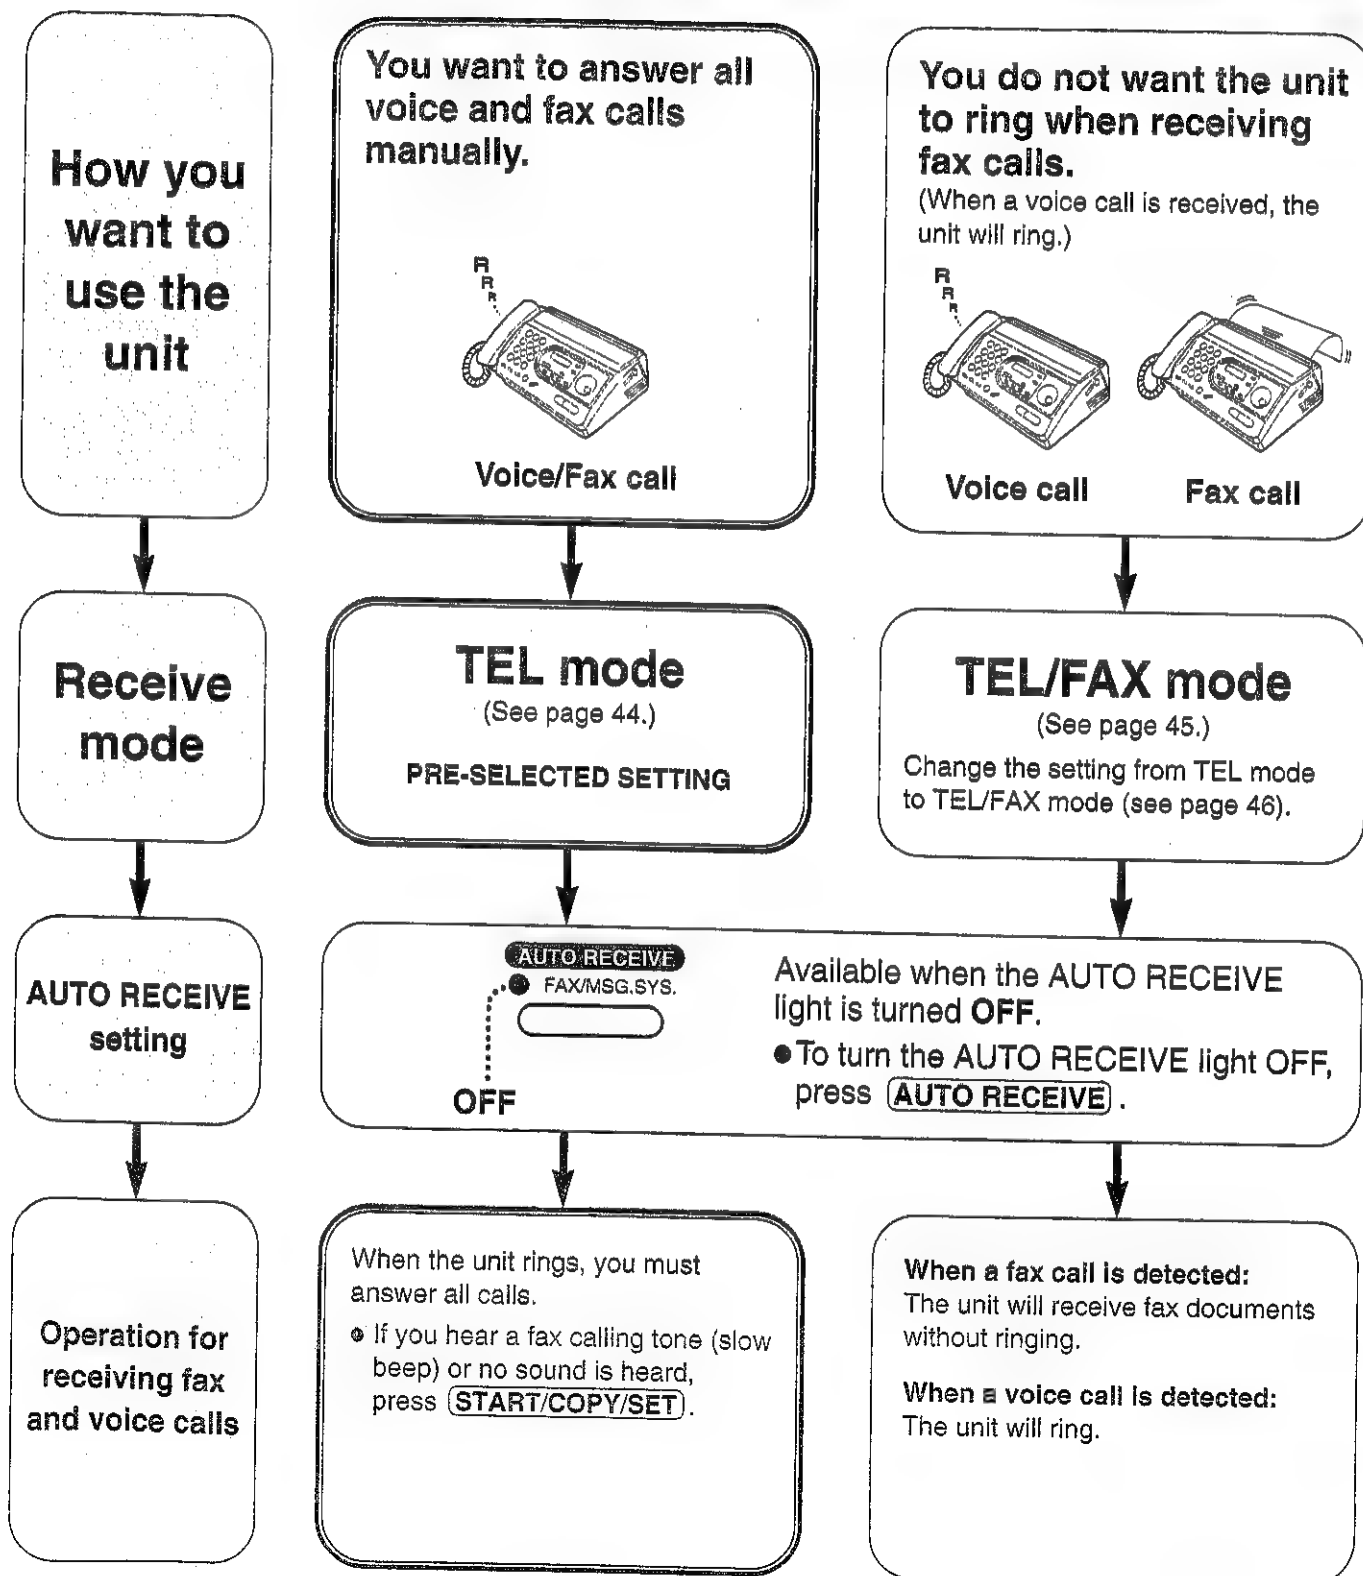 How you
want to
use the
unit
You want to answer all
voice and fax calls
manually.
R
R
R
Voice/Fax call
You do not want the unit
to ring when receiving
fax calls.
(When a voice call is received, the
unit will ring.)
R
R
R
Voice call
Fax call
Receive
mode
TEL mode
(See page 44.)
PRE-SELECTED SETTING
TEL/FAX mode
(See page 45.)
Change the setting from TEL mode
to TEL/FAX mode (see page 46).
AUTO RECEIVE
setting
AUTO RECEIVE
FAX/MSG.SYS.
OFF
Available when the AUTO RECEIVE
light is turned OFF.
●To turn the AUTO RECEIVE light OFF,
press (AUTO RECEIVE).
Operation for
receiving fax
and voice calls
When the unit rings, you must
answer all calls.
● If you hear a fax calling tone (slow
beep) or no sound is heard,
press (START/COPY/SET).
When a fax call is detected:
The unit will receive fax documents
without ringing.
When a voice call is detected:
The unit will ring.